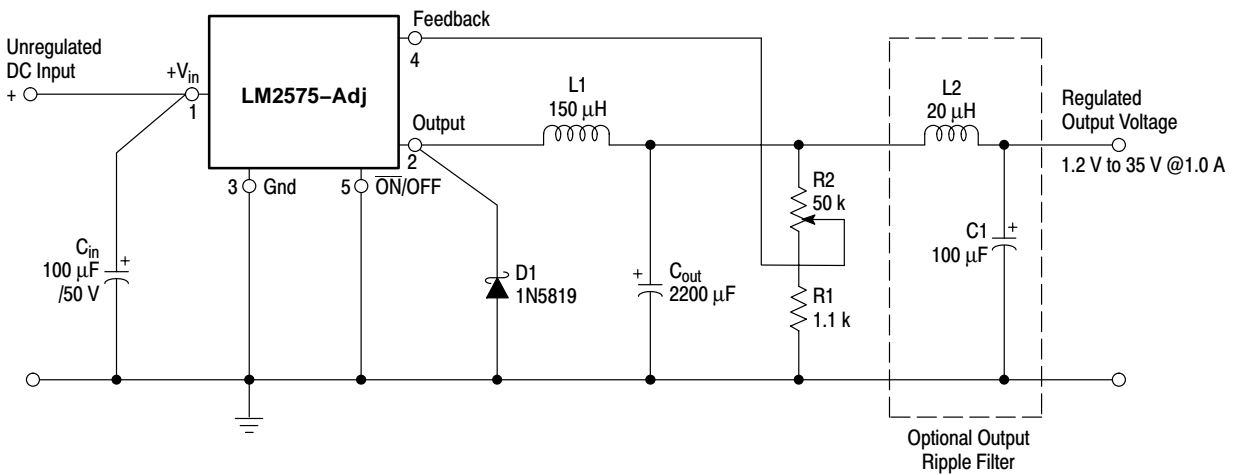 Feedback
4
Unregulated
DC Input
+
+Vin
1
LM2575–Adj
Output
2
3
Gnd
5
ON/OFF
L1
150 µH
L2
20 µH
Regulated
Output Voltage
1.2 V to 35 V @1.0 A
R2
50 k
Cin
100 µF
/50 V
+
D1
1N5819
+
Cout
2200 µF
R1
1.1 k
C1
100 µF
+
Optional Output
Ripple Filter